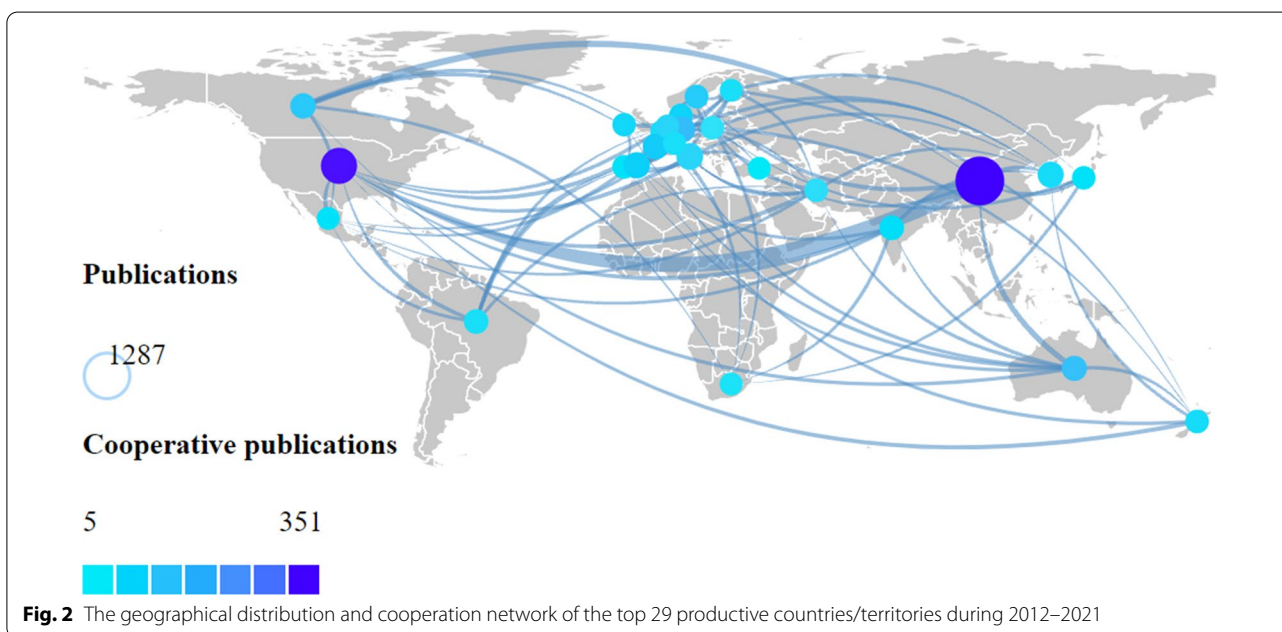 Publications
1287
Cooperative publications
5 351
Fig. 2 The geographical distribution and cooperation network of the top 29 productive countries/territories during 2012–2021